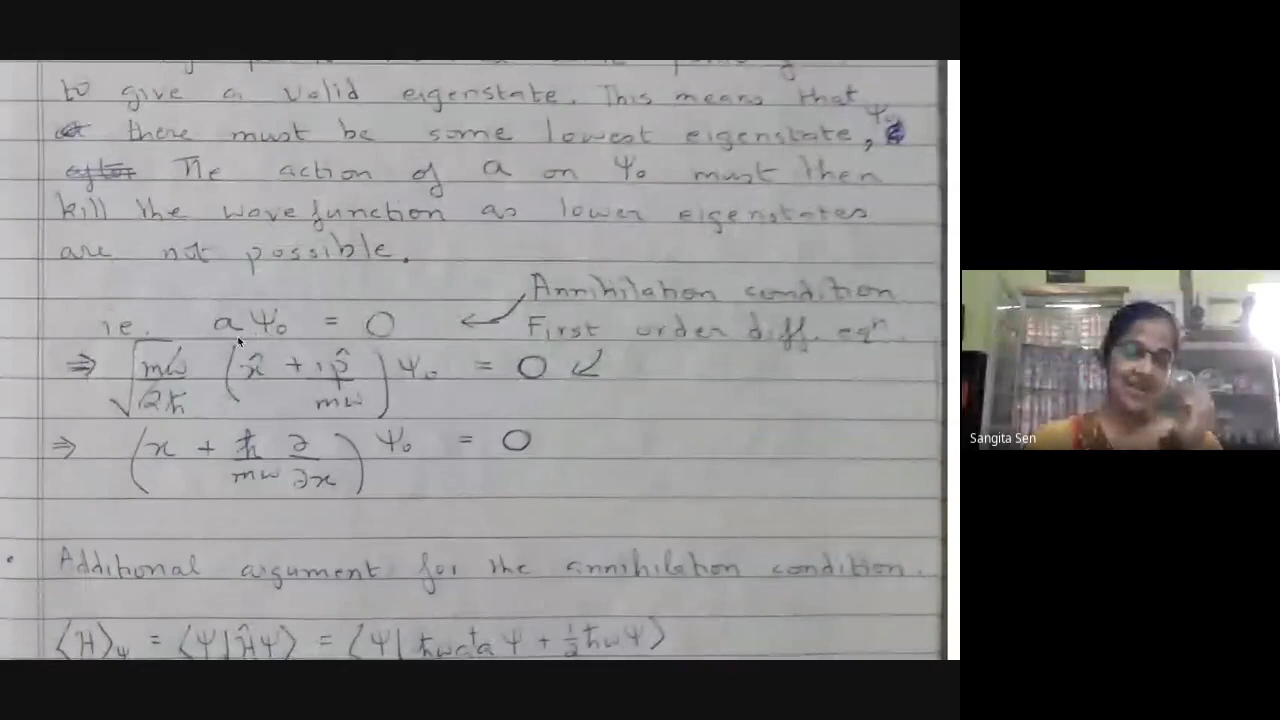 to give a valid eigenstate. This means that
there must be some lowest eigenstate, Ψ₀
The action of a on Ψ₀ must then
kill the wavefunction as lower eigenstates
are not possible.
Annihilation condition
ie. aΨ₀ = 0 ← First order diff. eqⁿ.
⇒ √(mω/2ħ) (x̂ + ip̂/mω) Ψ₀ = 0 ↙
⇒ (x + ħ/mω ∂/∂x) Ψ₀ = 0
• Additional argument for the annihilation condition.
⟨H⟩_Ψ = ⟨Ψ|ĤΨ⟩ = ⟨Ψ| ħωa†a Ψ + ½ħωΨ⟩
Sangita Sen